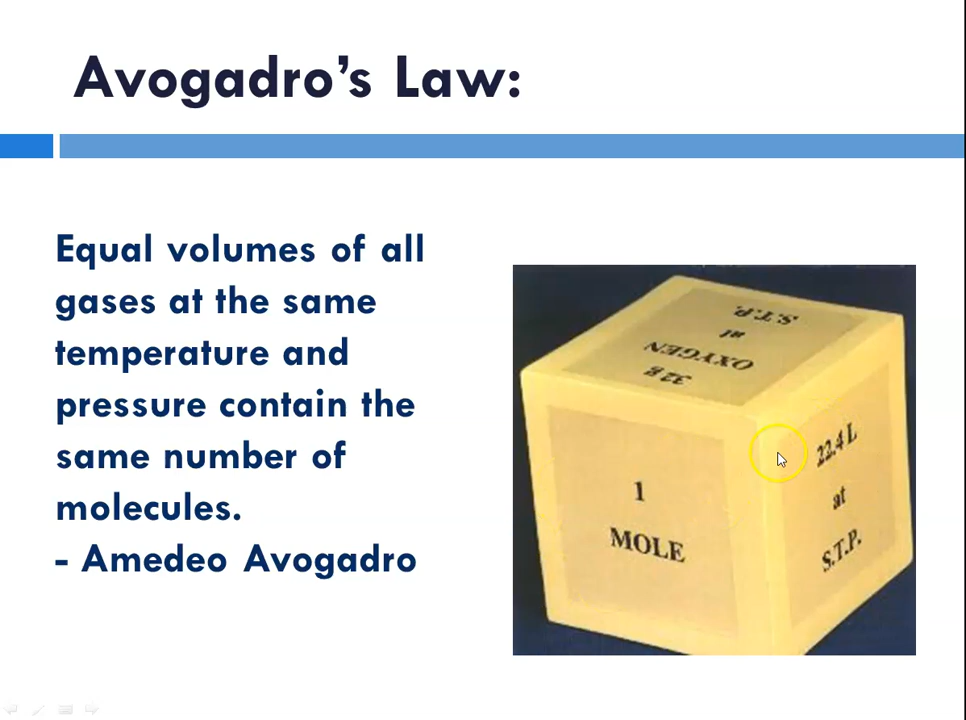 Avogadro's Law:
Equal volumes of all
gases at the same
temperature and
pressure contain the
same number of
molecules.
- Amedeo Avogadro
32 g
OXYGEN
at
S.T.P.
1
MOLE
22.4 L
at
S.T.P.